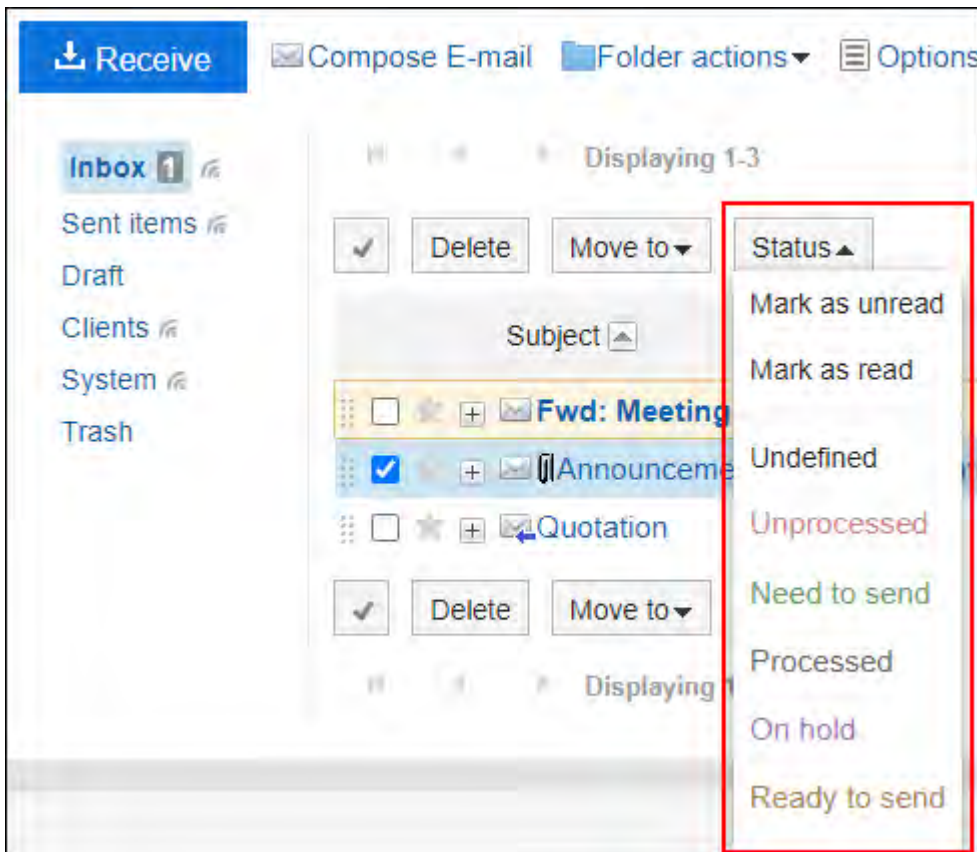 Receive Compose E-mail Folder actions Options
Inbox 1
Displaying 1-3
Sent items
Draft
Clients
System
Trash
Delete Move to Status
Mark as unread
Mark as read
Undefined
Unprocessed
Need to send
Processed
On hold
Ready to send
Subject
Fwd: Meeting
Announceme
Quotation
Delete Move to
Displaying